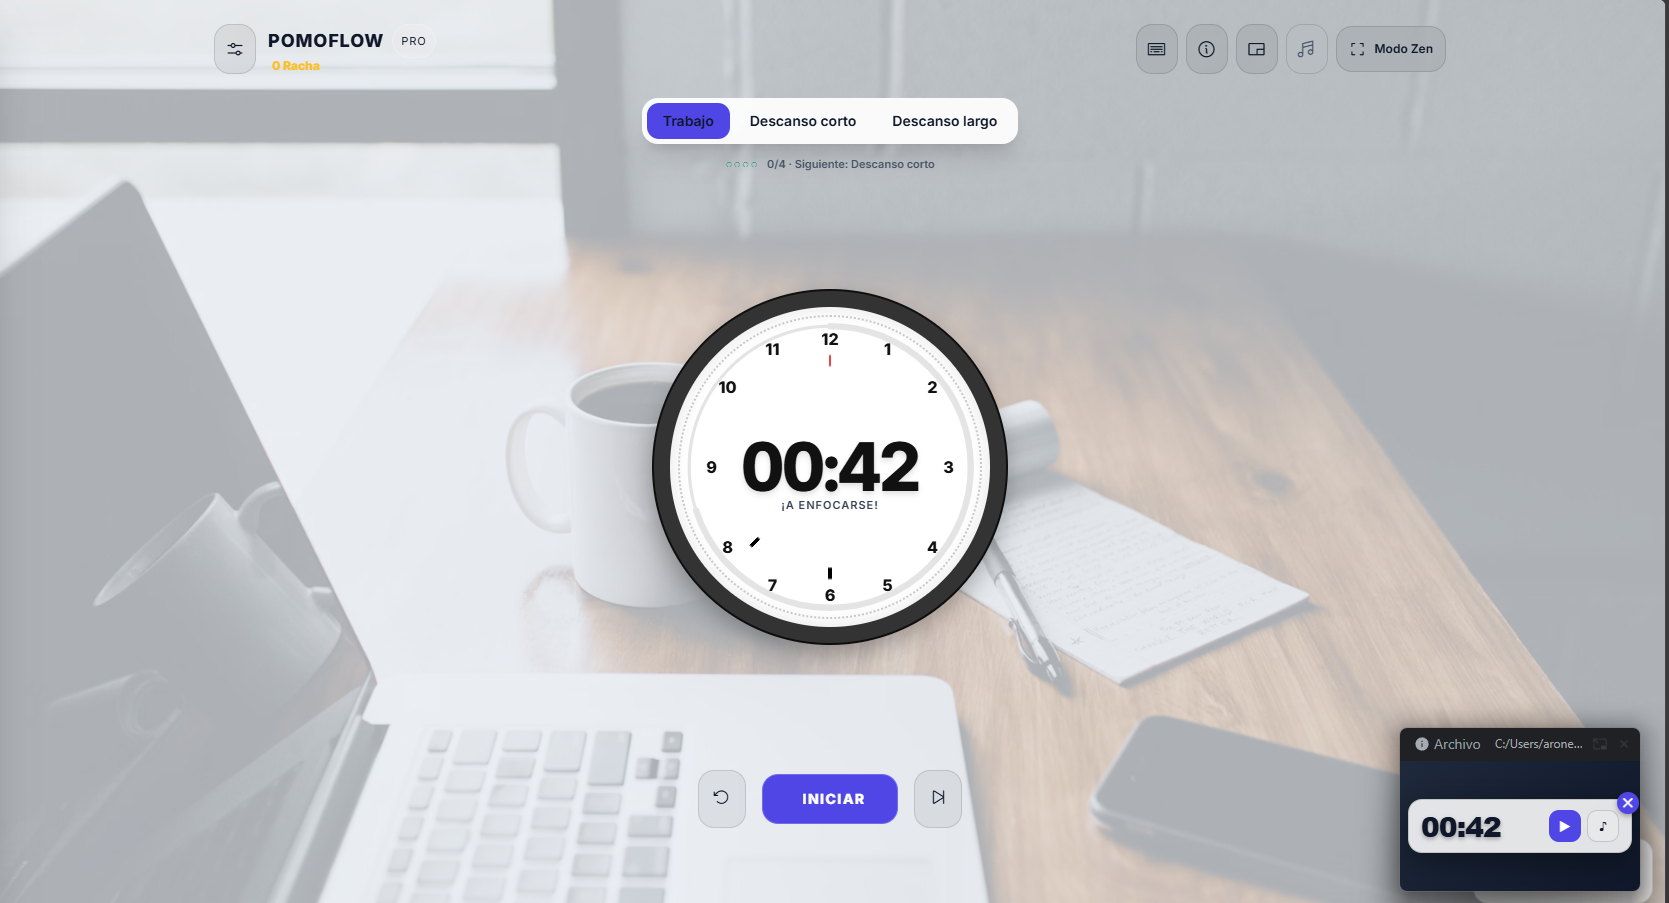 POMOFLOW PRO
0 Racha
Modo Zen
Trabajo Descanso corto Descanso largo
0/4 · Siguiente: Descanso corto
12
11 1
10 2
00:42
9 3
¡A ENFOCARSE!
8 4
7 5
6
INICIAR
Archivo C:/Users/arone...
00:42